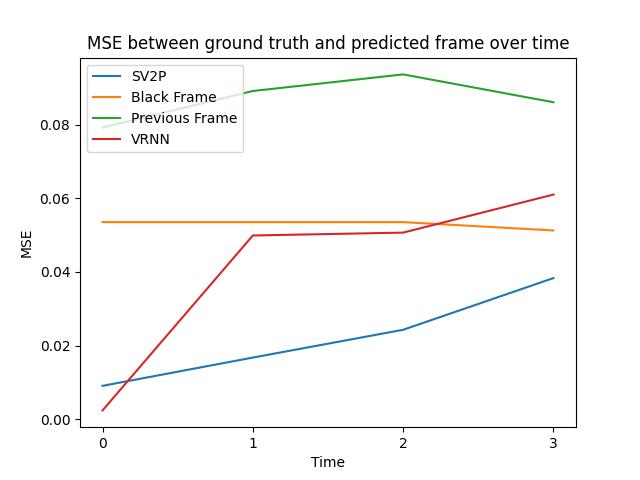 MSE between ground truth and predicted frame over time
SV2P
Black Frame
Previous Frame
VRNN
0.08
0.06
0.04
0.02
0.00
MSE
0 1 2 3
Time